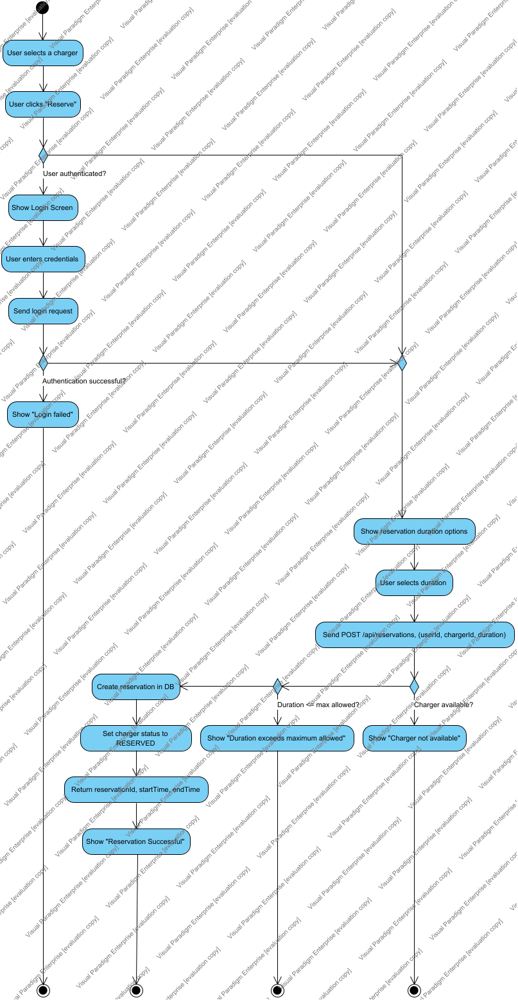 User selects a charger
User clicks "Reserve"
User authenticated?
Show Login Screen
User enters credentials
Send login request
Authentication successful?
Show "Login failed"
Show reservation duration options
User selects duration
Send POST /api/reservations, (userId, chargerId, duration)
Create reservation in DB
Duration <= max allowed?
Charger available?
Set charger status to
RESERVED
Show "Duration exceeds maximum allowed"
Show "Charger not available"
Return reservationId, startTime, endTime
Show "Reservation Successful"
Visual Paradigm Enterprise [evaluation copy]